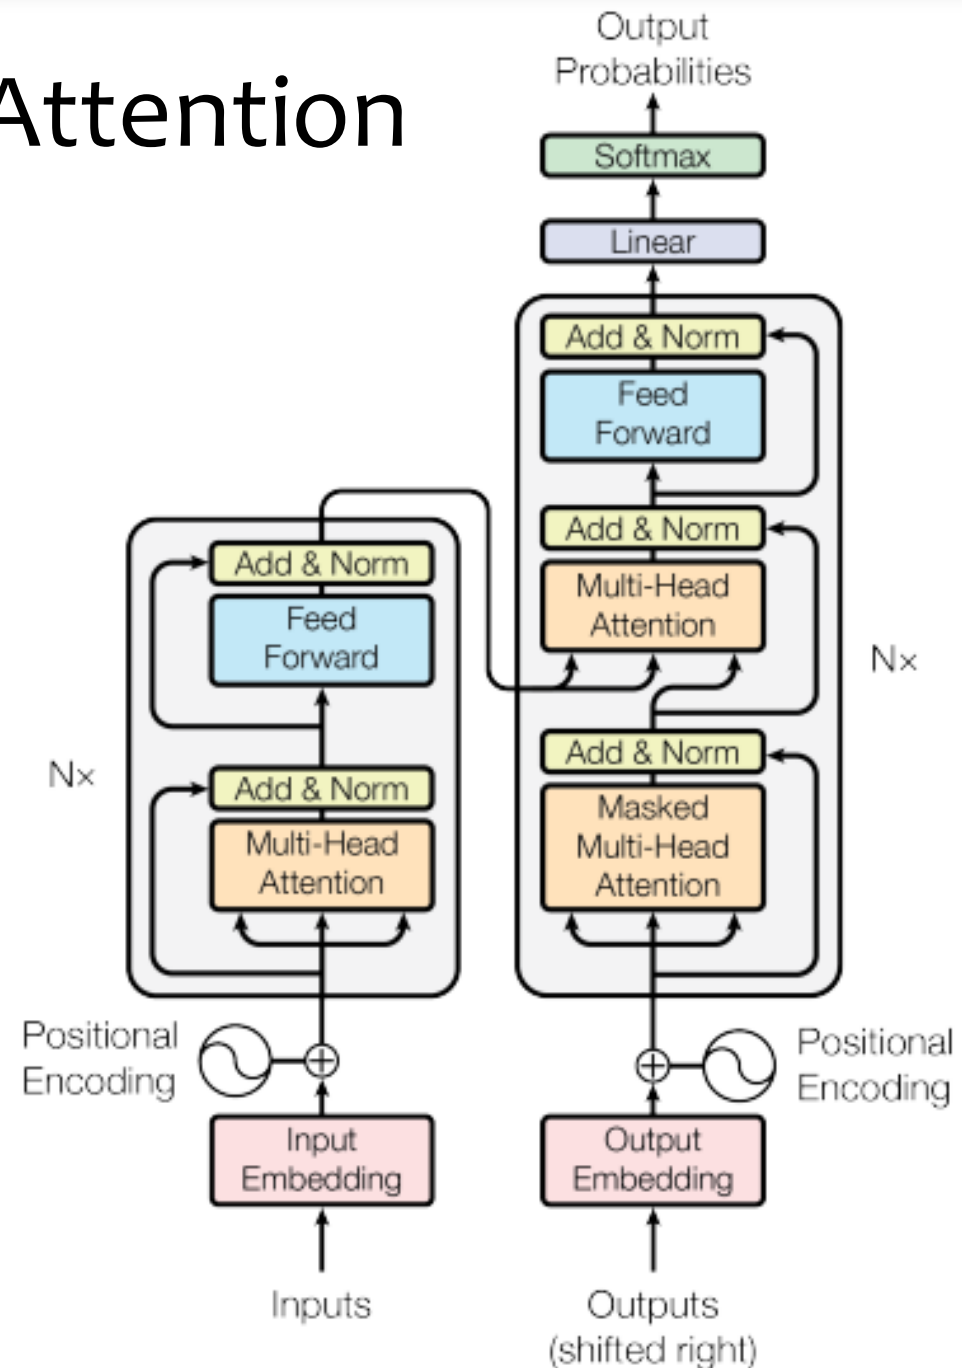 Attention
Output
Probabilities
Softmax
Linear
Add & Norm
Feed
Forward
Add & Norm
Multi-Head
Attention
Nx
Add & Norm
Masked
Multi-Head
Attention
Add & Norm
Feed
Forward
Nx
Add & Norm
Multi-Head
Attention
Positional
Encoding
Positional
Encoding
Input
Embedding
Output
Embedding
Inputs
Outputs
(shifted right)